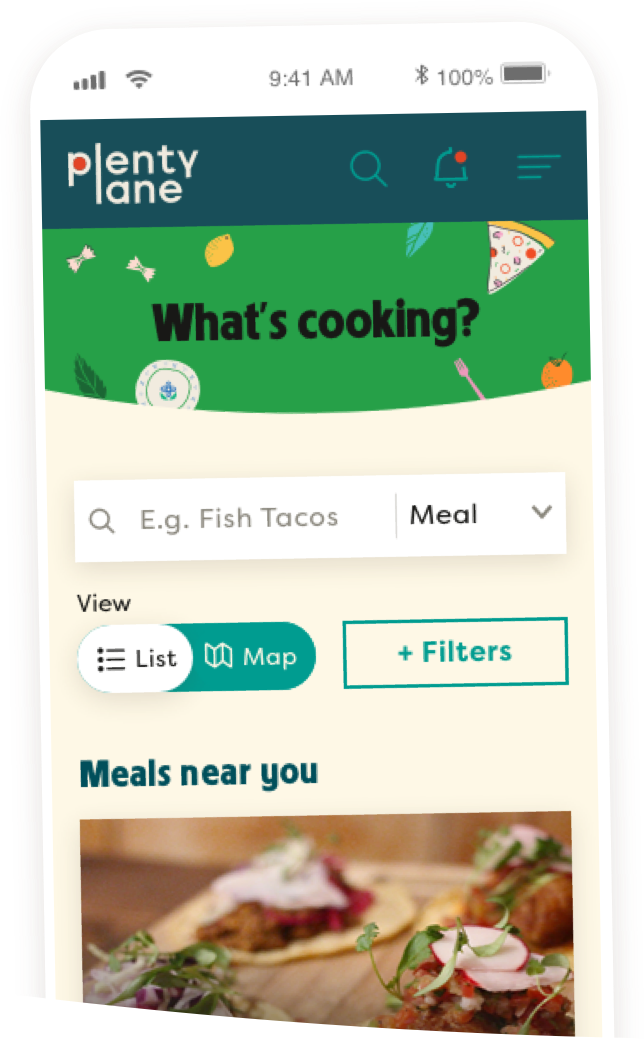 9:41 AM
100%
plenty
lane
What's cooking?
E.g. Fish Tacos
Meal
View
List
Map
+ Filters
Meals near you